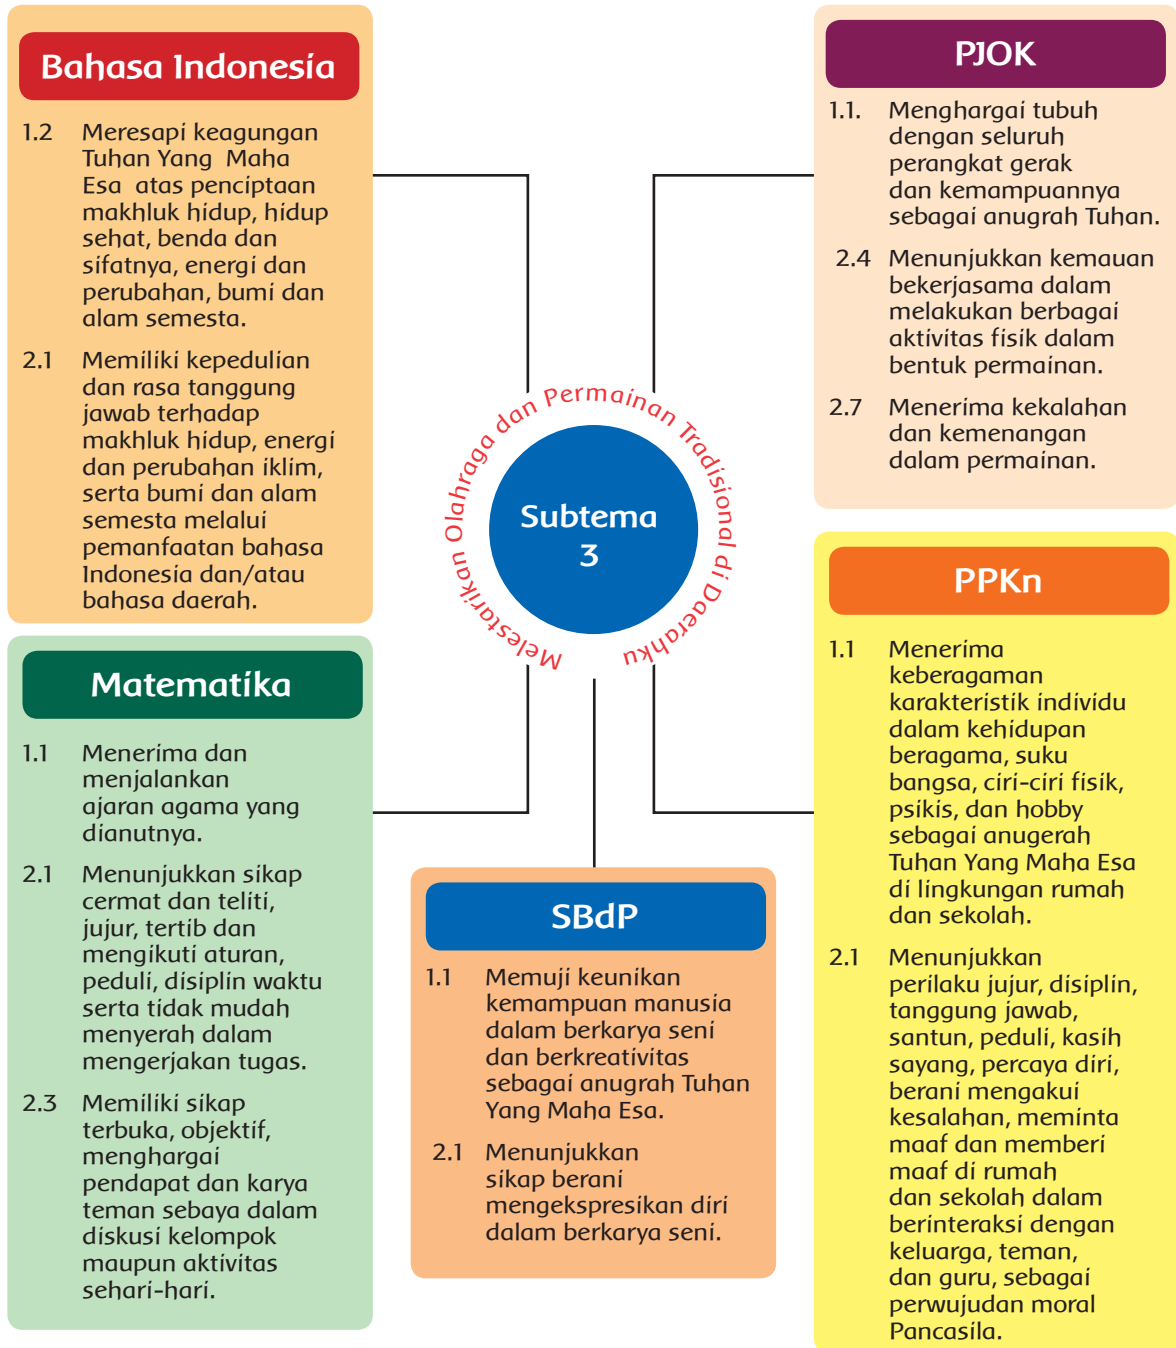 Bahasa Indonesia
1.2 Meresapi keagungan
Tuhan Yang Maha
Esa atas penciptaan
makhluk hidup, hidup
sehat, benda dan
sifatnya, energi dan
perubahan, bumi dan
alam semesta.
2.1 Memiliki kepedulian
dan rasa tanggung
jawab terhadap
makhluk hidup, energi
dan perubahan iklim,
serta bumi dan alam
semesta melalui
pemanfaatan bahasa
Indonesia dan/atau
bahasa daerah.
PJOK
1.1. Menghargai tubuh
dengan seluruh
perangkat gerak
dan kemampuannya
sebagai anugrah Tuhan.
2.4 Menunjukkan kemauan
bekerjasama dalam
melakukan berbagai
aktivitas fisik dalam
bentuk permainan.
2.7 Menerima kekalahan
dan kemenangan
dalam permainan.
Melestarikan Olahraga dan Permainan Tradisional di Daerahku
Subtema
3
Matematika
1.1 Menerima dan
menjalankan
ajaran agama yang
dianutnya.
2.1 Menunjukkan sikap
cermat dan teliti,
jujur, tertib dan
mengikuti aturan,
peduli, disiplin waktu
serta tidak mudah
menyerah dalam
mengerjakan tugas.
2.3 Memiliki sikap
terbuka, objektif,
menghargai
pendapat dan karya
teman sebaya dalam
diskusi kelompok
maupun aktivitas
sehari-hari.
SBdP
1.1 Memuji keunikan
kemampuan manusia
dalam berkarya seni
dan berkreativitas
sebagai anugrah Tuhan
Yang Maha Esa.
2.1 Menunjukkan
sikap berani
mengekspresikan diri
dalam berkarya seni.
PPKn
1.1 Menerima
keberagaman
karakteristik individu
dalam kehidupan
beragama, suku
bangsa, ciri-ciri fisik,
psikis, dan hobby
sebagai anugerah
Tuhan Yang Maha Esa
di lingkungan rumah
dan sekolah.
2.1 Menunjukkan
perilaku jujur, disiplin,
tanggung jawab,
santun, peduli, kasih
sayang, percaya diri,
berani mengakui
kesalahan, meminta
maaf dan memberi
maaf di rumah
dan sekolah dalam
berinteraksi dengan
keluarga, teman,
dan guru, sebagai
perwujudan moral
Pancasila.